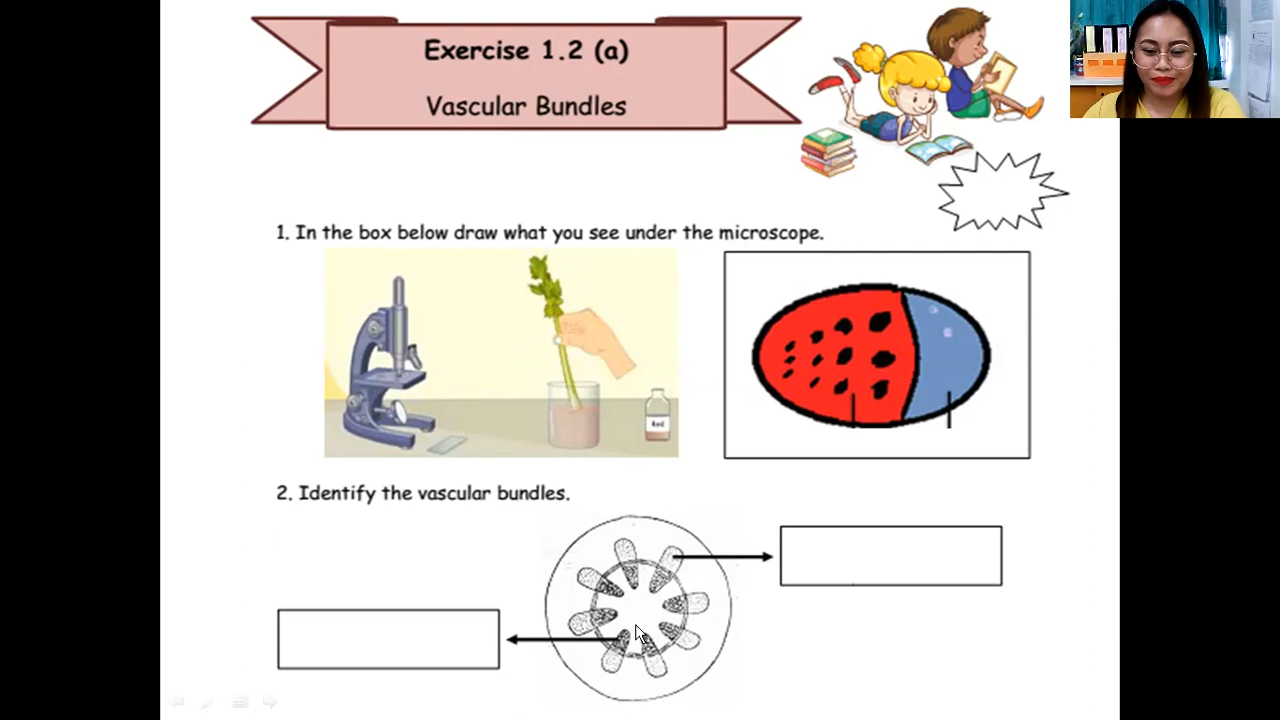 Exercise 1.2 (a)
Vascular Bundles
1. In the box below draw what you see under the microscope.
Red
2. Identify the vascular bundles.